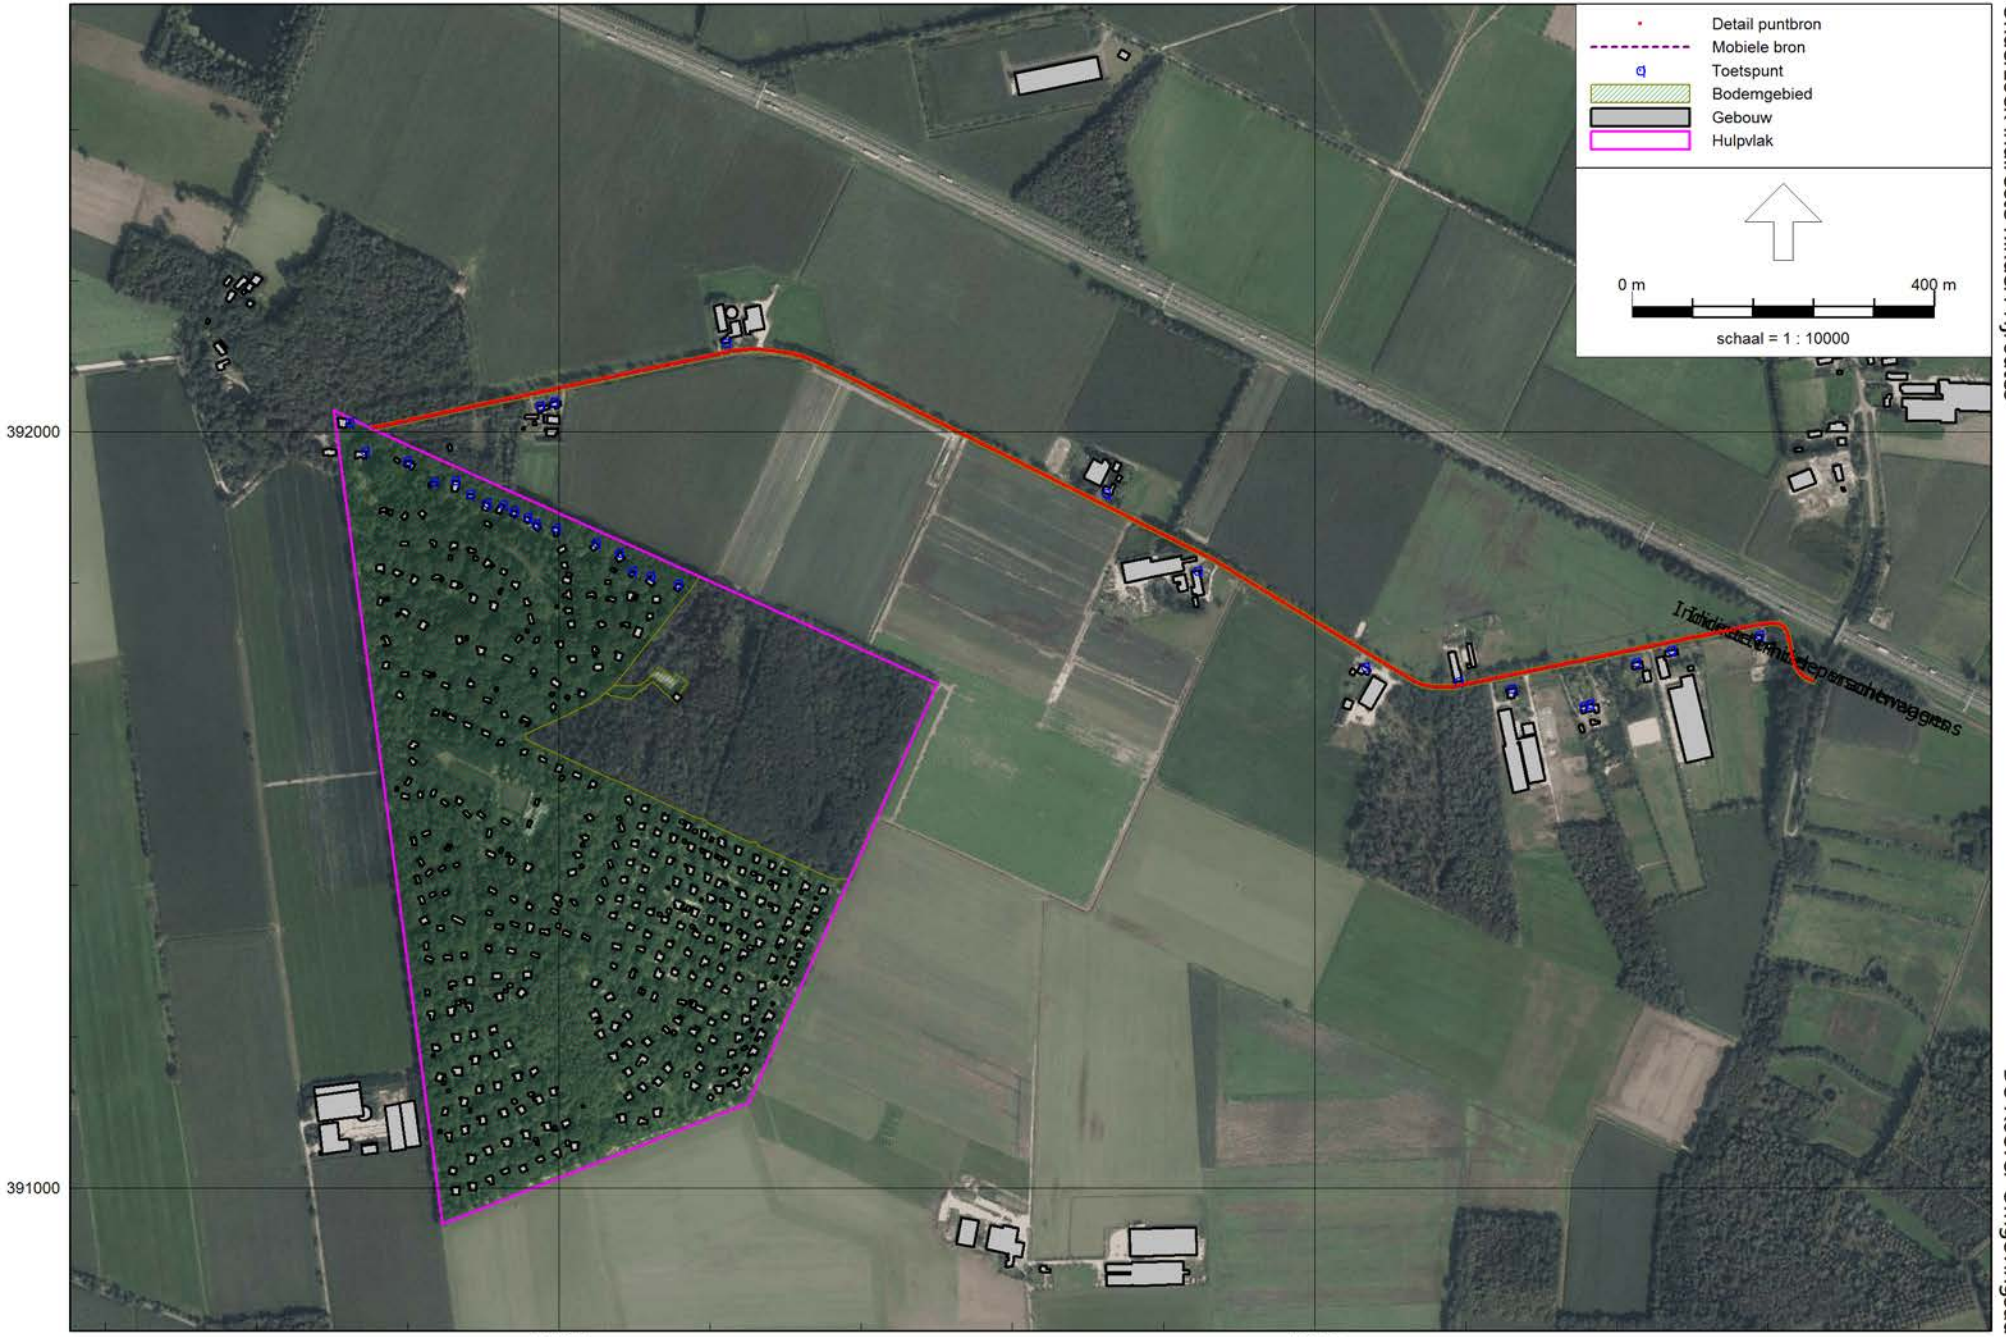 Detail puntbron
Mobiele bron
Toetspunt
Bodemgebied
Gebouw
Hulpvlak
0 m 400 m
schaal = 1 : 10000
392000
391000